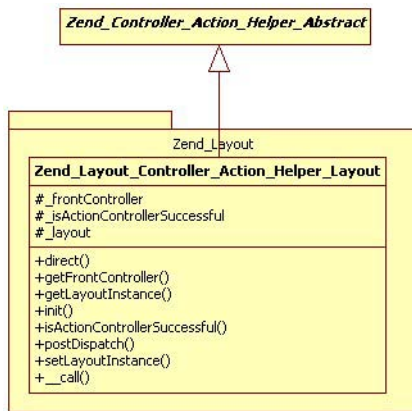 Zend_Controller_Action_Helper_Abstract
Zend_Layout
Zend_Layout_Controller_Action_Helper_Layout
#_frontController
#_isActionControllerSuccessful
#_layout
+direct()
+getFrontController()
+getLayoutInstance()
+init()
+isActionControllerSuccessful()
+postDispatch()
+setLayoutInstance()
+__call()